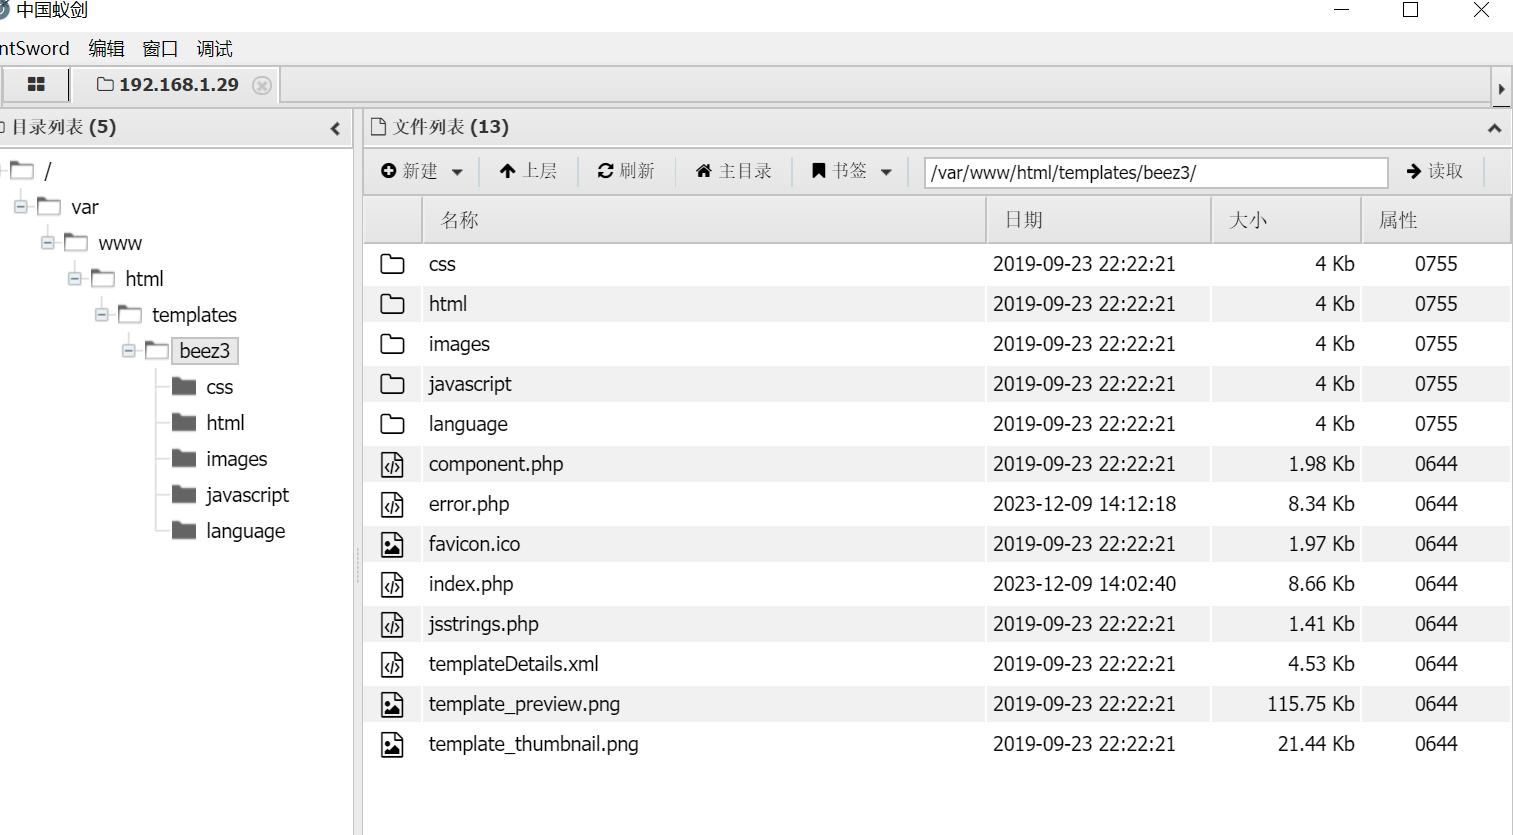 中国蚁剑
ntSword 编辑 窗口 调试
192.168.1.29
目录列表 (5)
文件列表 (13)
新建 上层 刷新 主目录 书签 /var/www/html/templates/beez3/ 读取
/
var
www
html
templates
beez3
css
html
images
javascript
language
名称 日期 大小 属性
css 2019-09-23 22:22:21 4 Kb 0755
html 2019-09-23 22:22:21 4 Kb 0755
images 2019-09-23 22:22:21 4 Kb 0755
javascript 2019-09-23 22:22:21 4 Kb 0755
language 2019-09-23 22:22:21 4 Kb 0755
component.php 2019-09-23 22:22:21 1.98 Kb 0644
error.php 2023-12-09 14:12:18 8.34 Kb 0644
favicon.ico 2019-09-23 22:22:21 1.97 Kb 0644
index.php 2023-12-09 14:02:40 8.66 Kb 0644
jsstrings.php 2019-09-23 22:22:21 1.41 Kb 0644
templateDetails.xml 2019-09-23 22:22:21 4.53 Kb 0644
template_preview.png 2019-09-23 22:22:21 115.75 Kb 0644
template_thumbnail.png 2019-09-23 22:22:21 21.44 Kb 0644